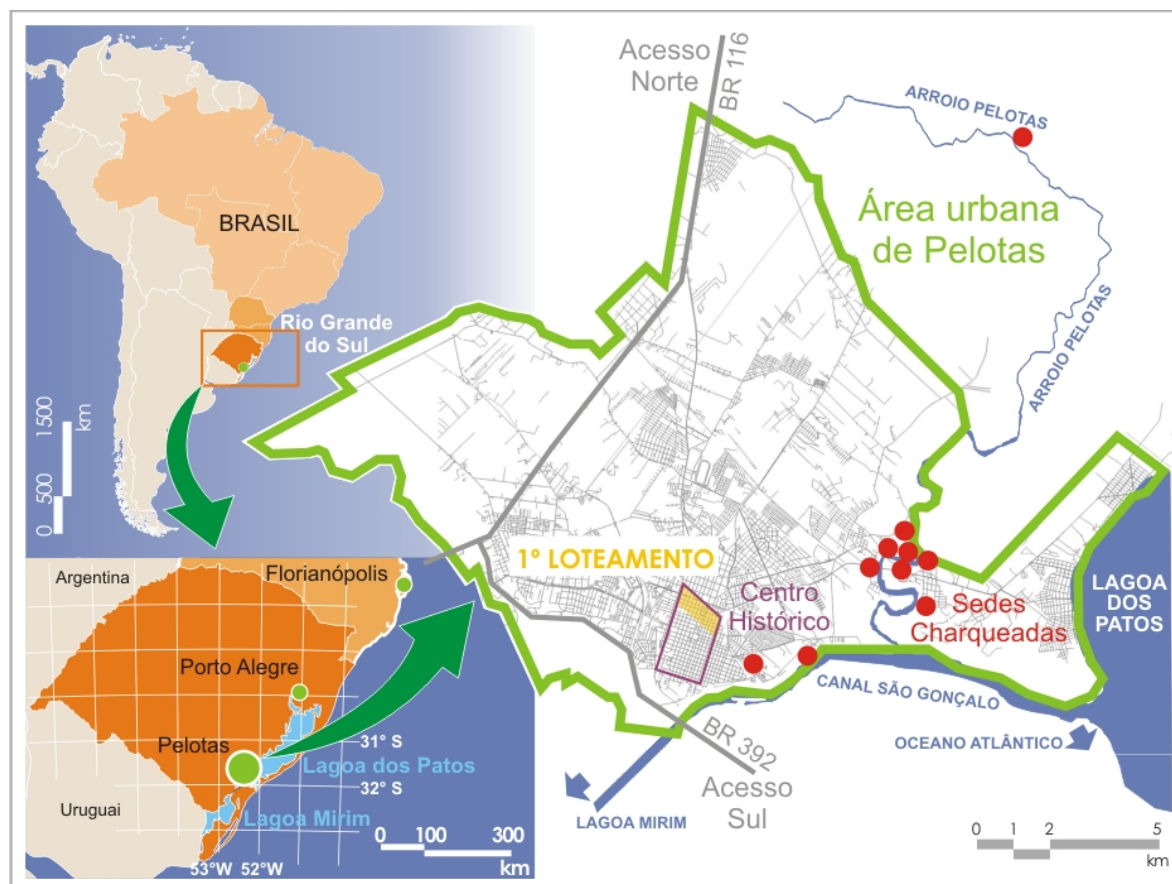 BRASIL
Rio Grande
do Sul
0 500 1500
km
Argentina
Florianópolis
Porto Alegre
Pelotas
31° S
Lagoa dos Patos
32° S
Uruguai
Lagoa Mirim
53°W 52°W
0 100 300
km
Acesso
Norte
BR 116
ARROIO PELOTAS
Área urbana
de Pelotas
ARROIO PELOTAS
1º LOTEAMENTO
Centro
Histórico
Sedes
Charqueadas
LAGOA
DOS
PATOS
CANAL SÃO GONÇALO
OCEANO ATLÂNTICO
BR 392
Acesso
Sul
LAGOA MIRIM
0 1 2 5
km